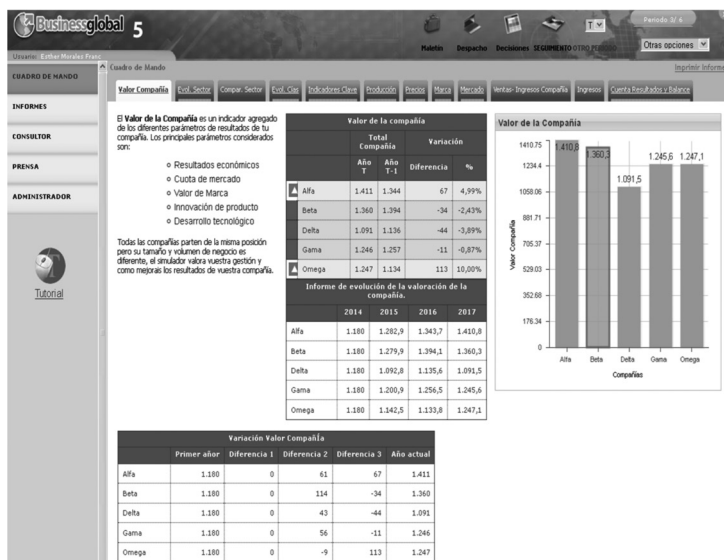 Businessglobal 5
Maletín Despacho Decisiones SEGUIMIENTO OTRO
T
Periodo 3/ 6
Otras opciones
Usuario: Esther Morales Franc
CUADRO DE MANDO
INFORMES
CONSULTOR
PRENSA
ADMINISTRADOR
Tutorial
Cuadro de Mando
Imprimir Informe
Valor Compañia Evol. Sector Compar. Sector Evol. Cias Indicadores Clave Producción Precios Marca Mercado Ventas- Ingresos Compañia Ingresos Cuenta Resultados y Balance
El Valor de la Compañia es un indicador agregado
de los diferentes parámetros de resultados de tu
compañía. Los principales parámetros considerados
son:
Resultados económicos
Cuota de mercado
Valor de Marca
Innovación de producto
Desarrollo tecnológico
Todas las compañías parten de la misma posición
pero su tamaño y volumen de negocio es
diferente, el simulador valora vuestra gestión y
como mejorais los resultados de vuestra compañía.
Valor de la compañía
Total Compañía Variación
Año T Año T-1 Diferencia %
Alfa 1.411 1.344 67 4,99%
Beta 1.360 1.394 -34 -2,43%
Delta 1.091 1.136 -44 -3,89%
Gama 1.246 1.257 -11 -0,87%
Omega 1.247 1.134 113 10,00%
Informe de evolución de la valoración de la
compañía.
2014 2015 2016 2017
Alfa 1.180 1.282,9 1.343,7 1.410,8
Beta 1.180 1.279,9 1.394,1 1.360,3
Delta 1.180 1.092,8 1.135,6 1.091,5
Gama 1.180 1.200,9 1.256,5 1.245,6
Omega 1.180 1.142,5 1.133,8 1.247,1
Valor de la Compañía
Valor Compañía
1410.75
1234.4
1058.06
881.71
705.37
529.03
352.68
176.34
0
1.410,8 1.360,3 1.091,5 1.245,6 1.247,1
Alfa Beta Delta Gama Omega
Compañias
Variación Valor Compañía
Primer añor Diferencia 1 Diferencia 2 Diferencia 3 Año actual
Alfa 1.180 0 61 67 1.411
Beta 1.180 0 114 -34 1.360
Delta 1.180 0 43 -44 1.091
Gama 1.180 0 56 -11 1.246
Omega 1.180 0 -9 113 1.247